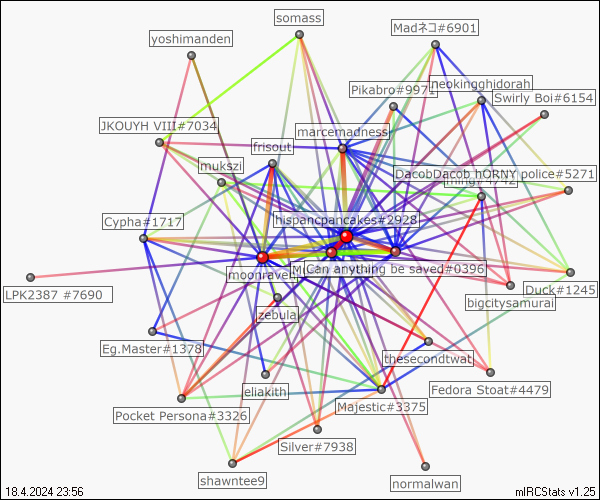 somass
Madネコ#6901
yoshimanden
Pikabro#9971
neokingghidorah
Swirly Boi#6154
JKOUYH VIII#7034
marcemadness
frisout
mukszi
DacobDacob hORNY police#5271
Cypha#1717
hispancpancakes#2928
Can anything be saved#0396
LPK2387 #7690
Duck#1245
bigcitysamurai
zebula
Eg.Master#1378
thesecondtwat
eliakith
Fedora Stoat#4479
Majestic#3375
Pocket Persona#3326
Silver#7938
shawntee9
normalwan
18.4.2024 23:56
mIRCStats v1.25